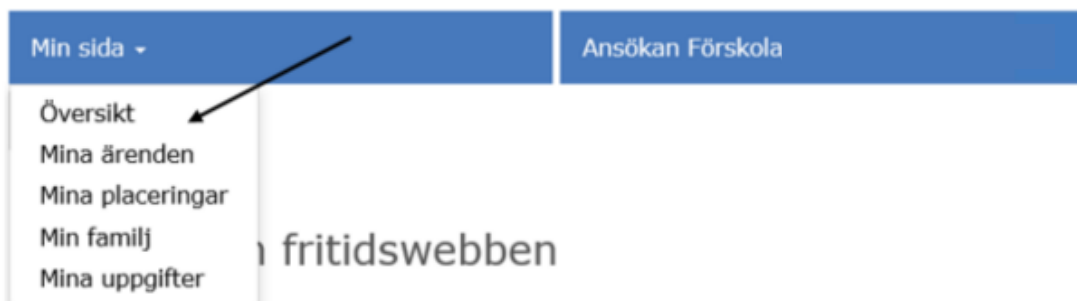 Min sida
Ansökan Förskola
Översikt
Mina ärenden
Mina placeringar
Min familj
Mina uppgifter
fritidswebben